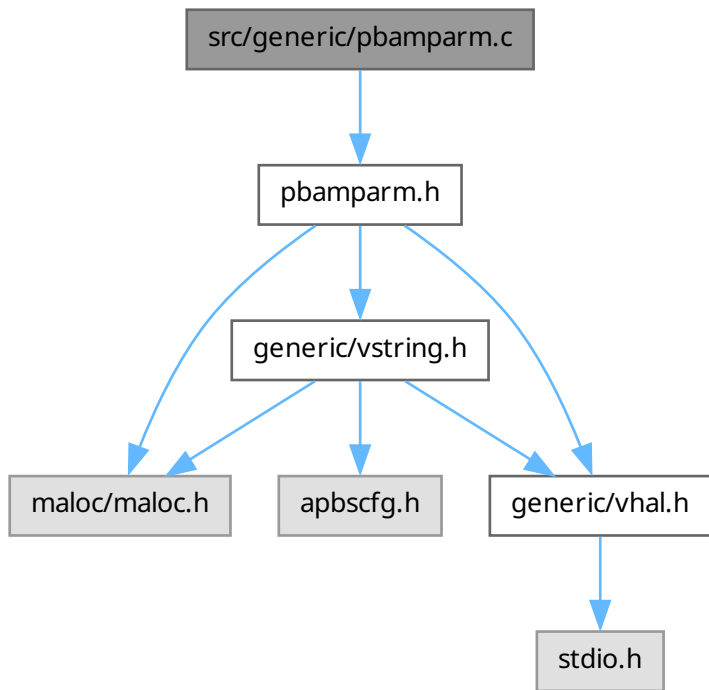 src/generic/pbamparm.c
pbamparm.h
generic/vstring.h
maloc/maloc.h
apbscfg.h
generic/vhal.h
stdio.h